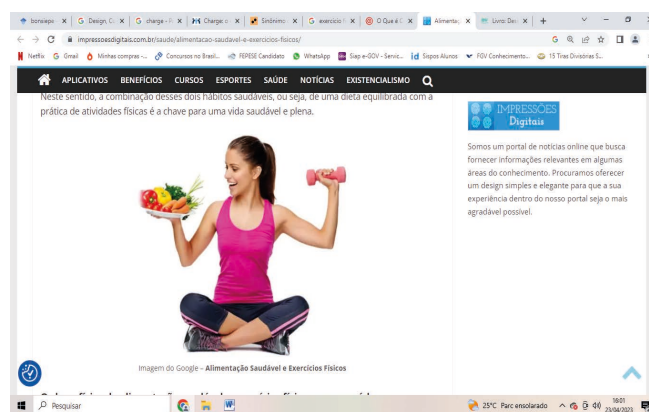 bonsieps
G Design, Cu
G charge - Pe
Charge: o
Sinônimo
G exercício f
O Que é C
Alimentaç
Livro: Des
impressoesdigitais.com.br/saude/alimentacao-saudavel-e-exercicios-fisicos/
Netflix Gmail Minhas compras -... Concursos no Brasil... FEPESE Candidato WhatsApp Siap e-GOV - Servic... Sispos Alunos FGV Conhecimento... 15 Tiras Divisórias S...
APLICATIVOS BENEFÍCIOS CURSOS ESPORTES SAÚDE NOTÍCIAS EXISTENCIALISMO
Neste sentido, a combinação desses dois hábitos saudáveis, ou seja, de uma dieta equilibrada com a
prática de atividades físicas é a chave para uma vida saudável e plena.
Imagem do Google – Alimentação Saudável e Exercícios Físicos
IMPRESSÕES
Digitais
Somos um portal de notícias online que busca
fornecer informações relevantes em algumas
áreas do conhecimento. Procuramos oferecer
um design simples e elegante para que a sua
experiência dentro do nosso portal seja o mais
agradável possível.
Pesquisar
25°C Parc ensolarado
16:01
23/04/2023